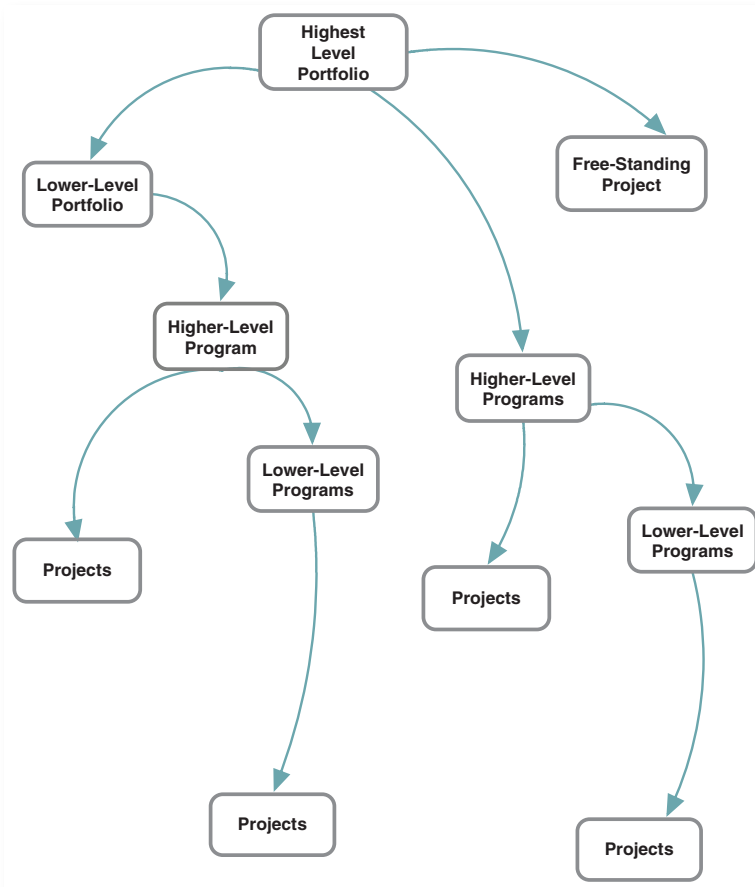 Highest
Level
Portfolio
Free-Standing
Project
Lower-Level
Portfolio
Higher-Level
Program
Higher-Level
Programs
Lower-Level
Programs
Lower-Level
Programs
Projects
Projects
Projects
Projects